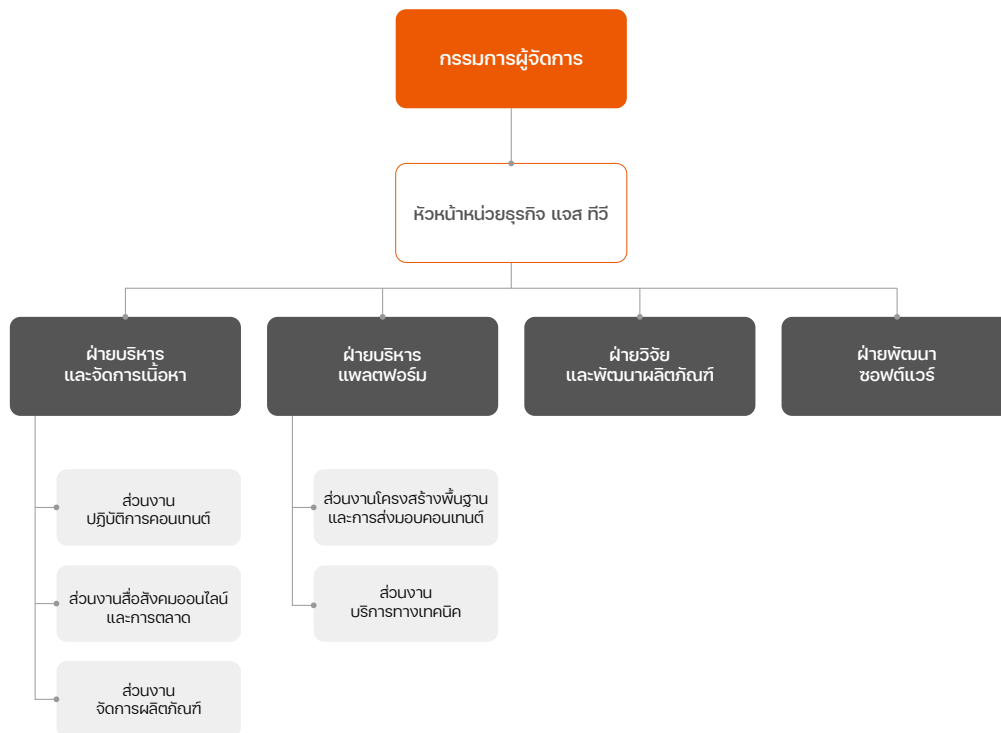 กรรมการผู้จัดการ
หัวหน้าหน่วยธุรกิจ แจส ทีวี
ฝ่ายบริหาร
และจัดการเนื้อหา
ฝ่ายบริหาร
แพลตฟอร์ม
ฝ่ายวิจัย
และพัฒนาผลิตภัณฑ์
ฝ่ายพัฒนา
ซอฟต์แวร์
ส่วนงาน
ปฏิบัติการคอนเทนต์
ส่วนงานโครงสร้างพื้นฐาน
และการส่งมอบคอนเทนต์
ส่วนงานสื่อสังคมออนไลน์
และการตลาด
ส่วนงาน
บริการทางเทคนิค
ส่วนงาน
จัดการผลิตภัณฑ์